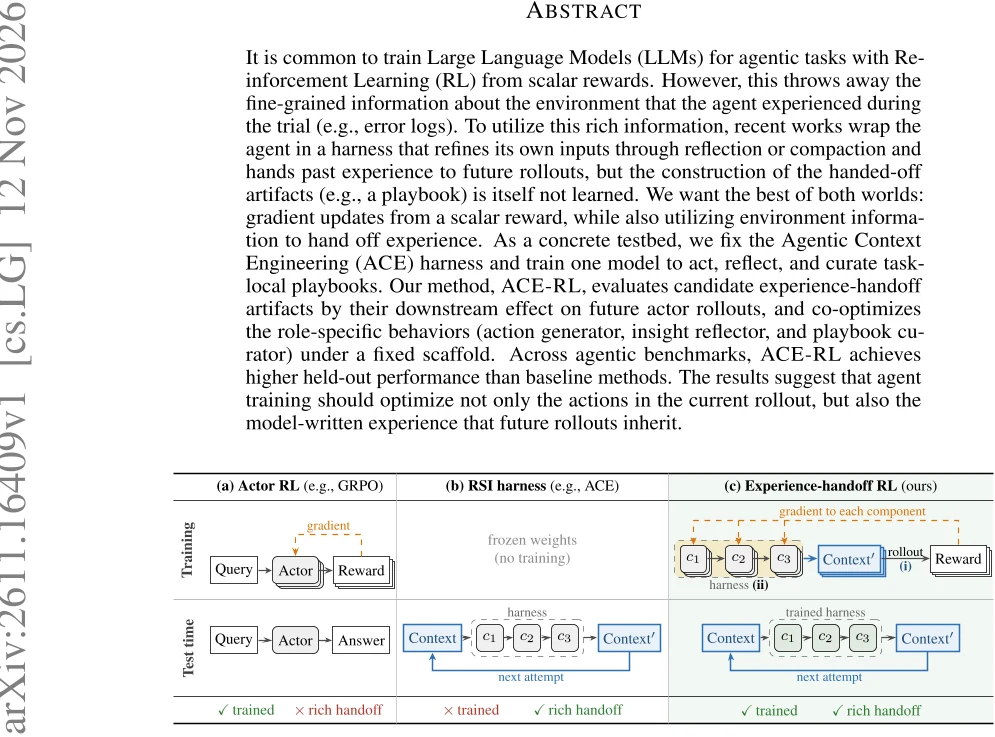 arXiv:2611.16409v1 [cs.LG] 12 Nov 2026
ABSTRACT
It is common to train Large Language Models (LLMs) for agentic tasks with Re-
inforcement Learning (RL) from scalar rewards. However, this throws away the
fine-grained information about the environment that the agent experienced during
the trial (e.g., error logs). To utilize this rich information, recent works wrap the
agent in a harness that refines its own inputs through reflection or compaction and
hands past experience to future rollouts, but the construction of the handed-off
artifacts (e.g., a playbook) is itself not learned. We want the best of both worlds:
gradient updates from a scalar reward, while also utilizing environment informa-
tion to hand off experience. As a concrete testbed, we fix the Agentic Context
Engineering (ACE) harness and train one model to act, reflect, and curate task-
local playbooks. Our method, ACE-RL, evaluates candidate experience-handoff
artifacts by their downstream effect on future actor rollouts, and co-optimizes
the role-specific behaviors (action generator, insight reflector, and playbook cu-
rator) under a fixed scaffold. Across agentic benchmarks, ACE-RL achieves
higher held-out performance than baseline methods. The results suggest that agent
training should optimize not only the actions in the current rollout, but also the
model-written experience that future rollouts inherit.
(a) Actor RL (e.g., GRPO)
(b) RSI harness (e.g., ACE)
(c) Experience-handoff RL (ours)
Training
gradient
Query
Actor
Reward
frozen weights
(no training)
gradient to each component
c1
c2
c3
Context′
rollout
(i)
Reward
harness (ii)
Test time
Query
Actor
Answer
harness
Context
c1
c2
c3
Context′
next attempt
trained harness
Context
c1
c2
c3
Context′
next attempt
✓ trained × rich handoff
× trained ✓ rich handoff
✓ trained ✓ rich handoff